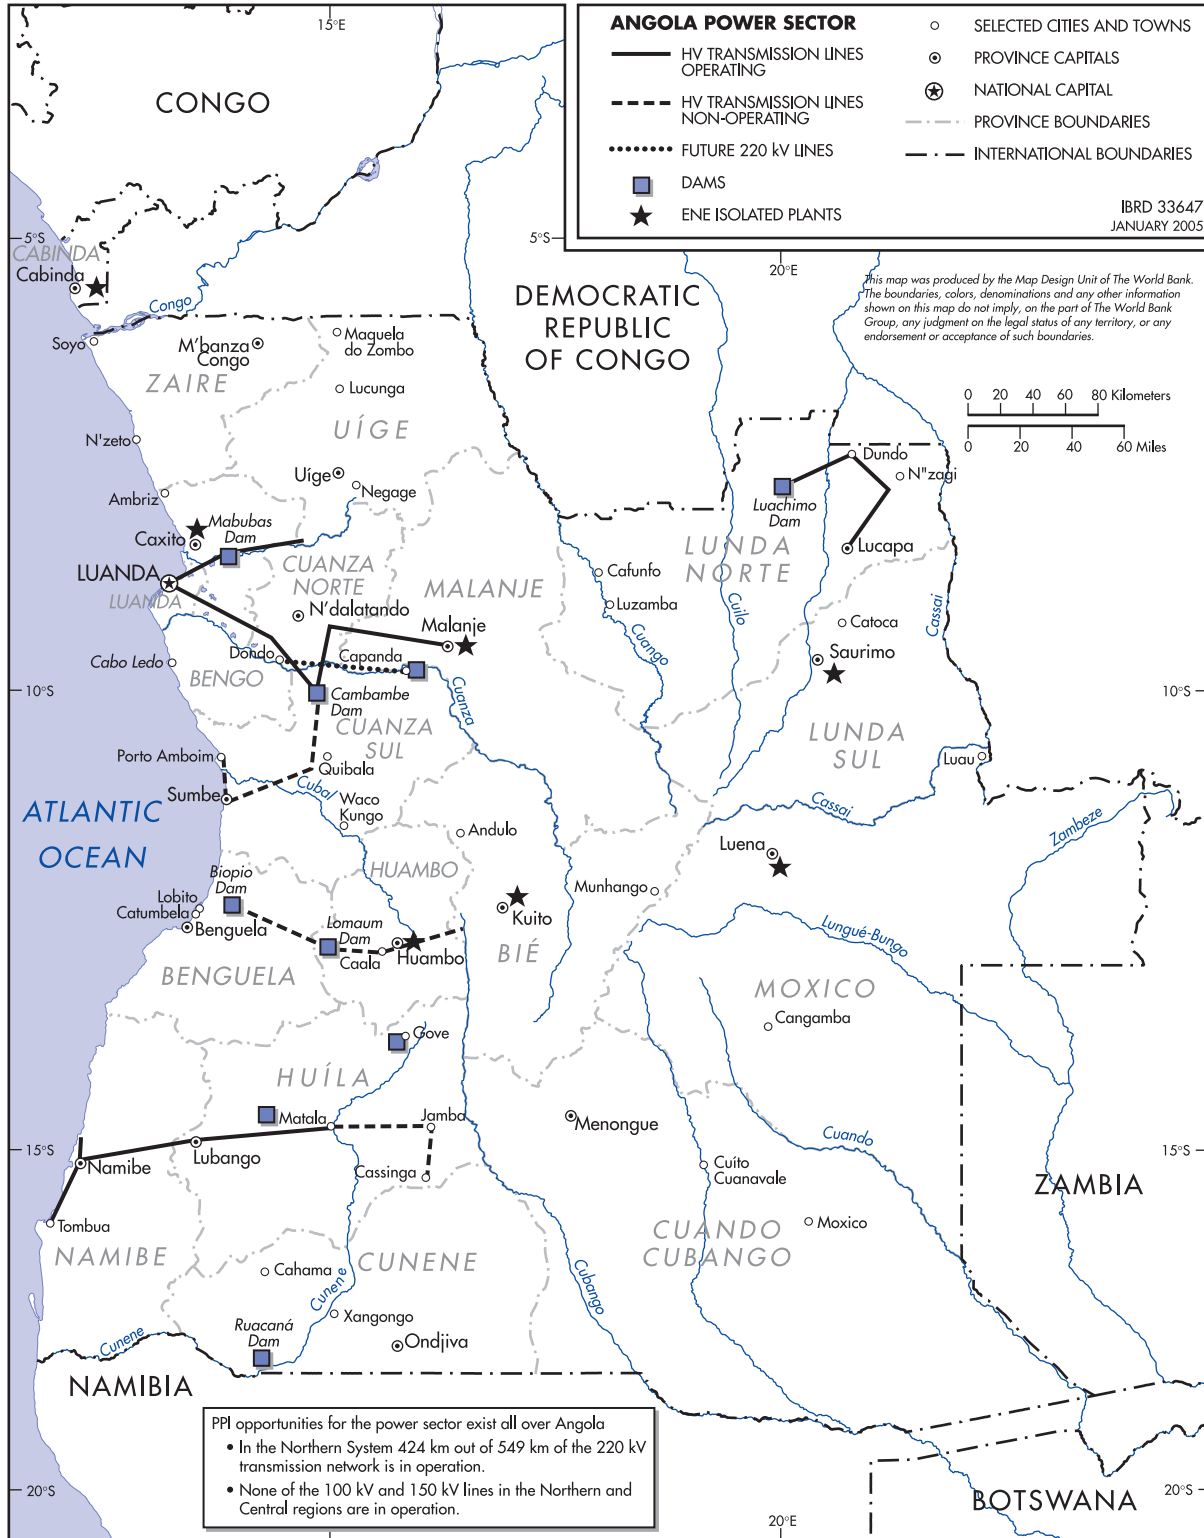 15°E
ANGOLA POWER SECTOR
HV TRANSMISSION LINES
OPERATING
HV TRANSMISSION LINES
NON-OPERATING
FUTURE 220 kV LINES
DAMS
ENE ISOLATED PLANTS
SELECTED CITIES AND TOWNS
PROVINCE CAPITALS
NATIONAL CAPITAL
PROVINCE BOUNDARIES
INTERNATIONAL BOUNDARIES
IBRD 33647
JANUARY 2005
CONGO
5°S
5°S
20°E
CABINDA
Cabinda
Congo
This map was produced by the Map Design Unit of The World Bank.
The boundaries, colors, denominations and any other information
shown on this map do not imply, on the part of The World Bank
Group, any judgment on the legal status of any territory, or any
endorsement or acceptance of such boundaries.
DEMOCRATIC
REPUBLIC
OF CONGO
Soyo
M'banza
Congo
Maquela
do Zombo
ZAIRE
Lucunga
UÍGE
0 20 40 60 80 Kilometers
0 20 40 60 Miles
N'zeto
Uíge
Negage
Dundo
N"zagi
Ambriz
Luachimo
Dam
Mabubas
Dam
Caxito
LUNDA
NORTE
Lucapa
LUANDA
LUANDA
CUANZA
NORTE
MALANJE
Cafunfo
Luzamba
N'dalatando
Malanje
Cuango
Cuilo
Cassai
Catoca
Saurimo
Cabo Ledo
Dondo
Capanda
BENGO
Cambambe
Dam
Cuanza
10°S
10°S
CUANZA
SUL
LUNDA
SUL
Porto Amboim
Quibala
Luau
Sumbe
Cubal
Waco
Kungo
Cassai
Zambeze
ATLANTIC
OCEAN
Andulo
Luena
Biopio
Dam
HUAMBO
Munhango
Lobito
Catumbela
Benguela
Lomaum
Dam
Caala
Huambo
Kuito
BIÉ
Lungué-Bungo
BENGUELA
MOXICO
Cangamba
Gove
HUÍLA
Matala
Jamba
Menongue
Cuando
15°S
15°S
Namibe
Lubango
Cassinga
Cuíto
Cuanavale
ZAMBIA
Tombua
Moxico
NAMIBE
CUNENE
CUANDO
CUBANGO
Cahama
Cunene
Cubango
Xangongo
Ruacaná
Dam
Ondjiva
Cunene
NAMIBIA
PPI opportunities for the power sector exist all over Angola
• In the Northern System 424 km out of 549 km of the 220 kV
transmission network is in operation.
• None of the 100 kV and 150 kV lines in the Northern and
Central regions are in operation.
20°S
20°S
BOTSWANA
20°E